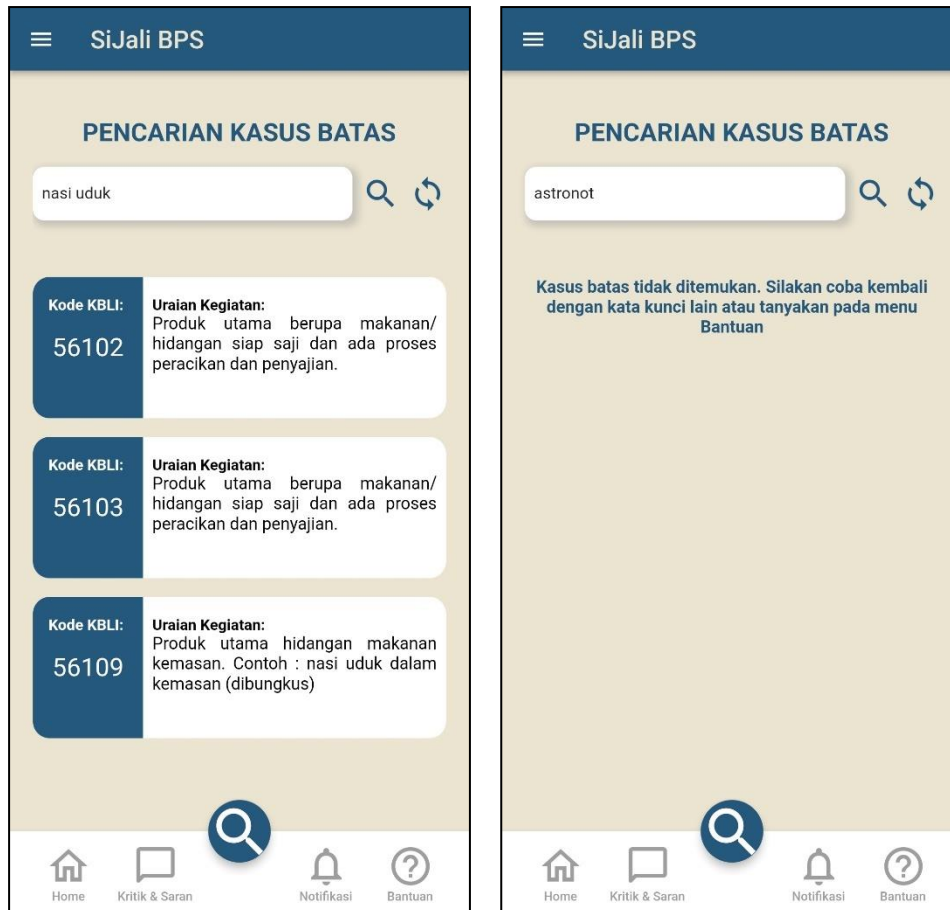 SiJali BPS
PENCARIAN KASUS BATAS
nasi uduk
Kode KBLI:
56102
Uraian Kegiatan:
Produk utama berupa makanan/
hidangan siap saji dan ada proses
peracikan dan penyajian.
Kode KBLI:
56103
Uraian Kegiatan:
Produk utama berupa makanan/
hidangan siap saji dan ada proses
peracikan dan penyajian.
Kode KBLI:
56109
Uraian Kegiatan:
Produk utama hidangan makanan
kemasan. Contoh : nasi uduk dalam
kemasan (dibungkus)
Home
Kritik & Saran
Notifikasi
Bantuan
SiJali BPS
PENCARIAN KASUS BATAS
astronot
Kasus batas tidak ditemukan. Silakan coba kembali
dengan kata kunci lain atau tanyakan pada menu
Bantuan
Home
Kritik & Saran
Notifikasi
Bantuan